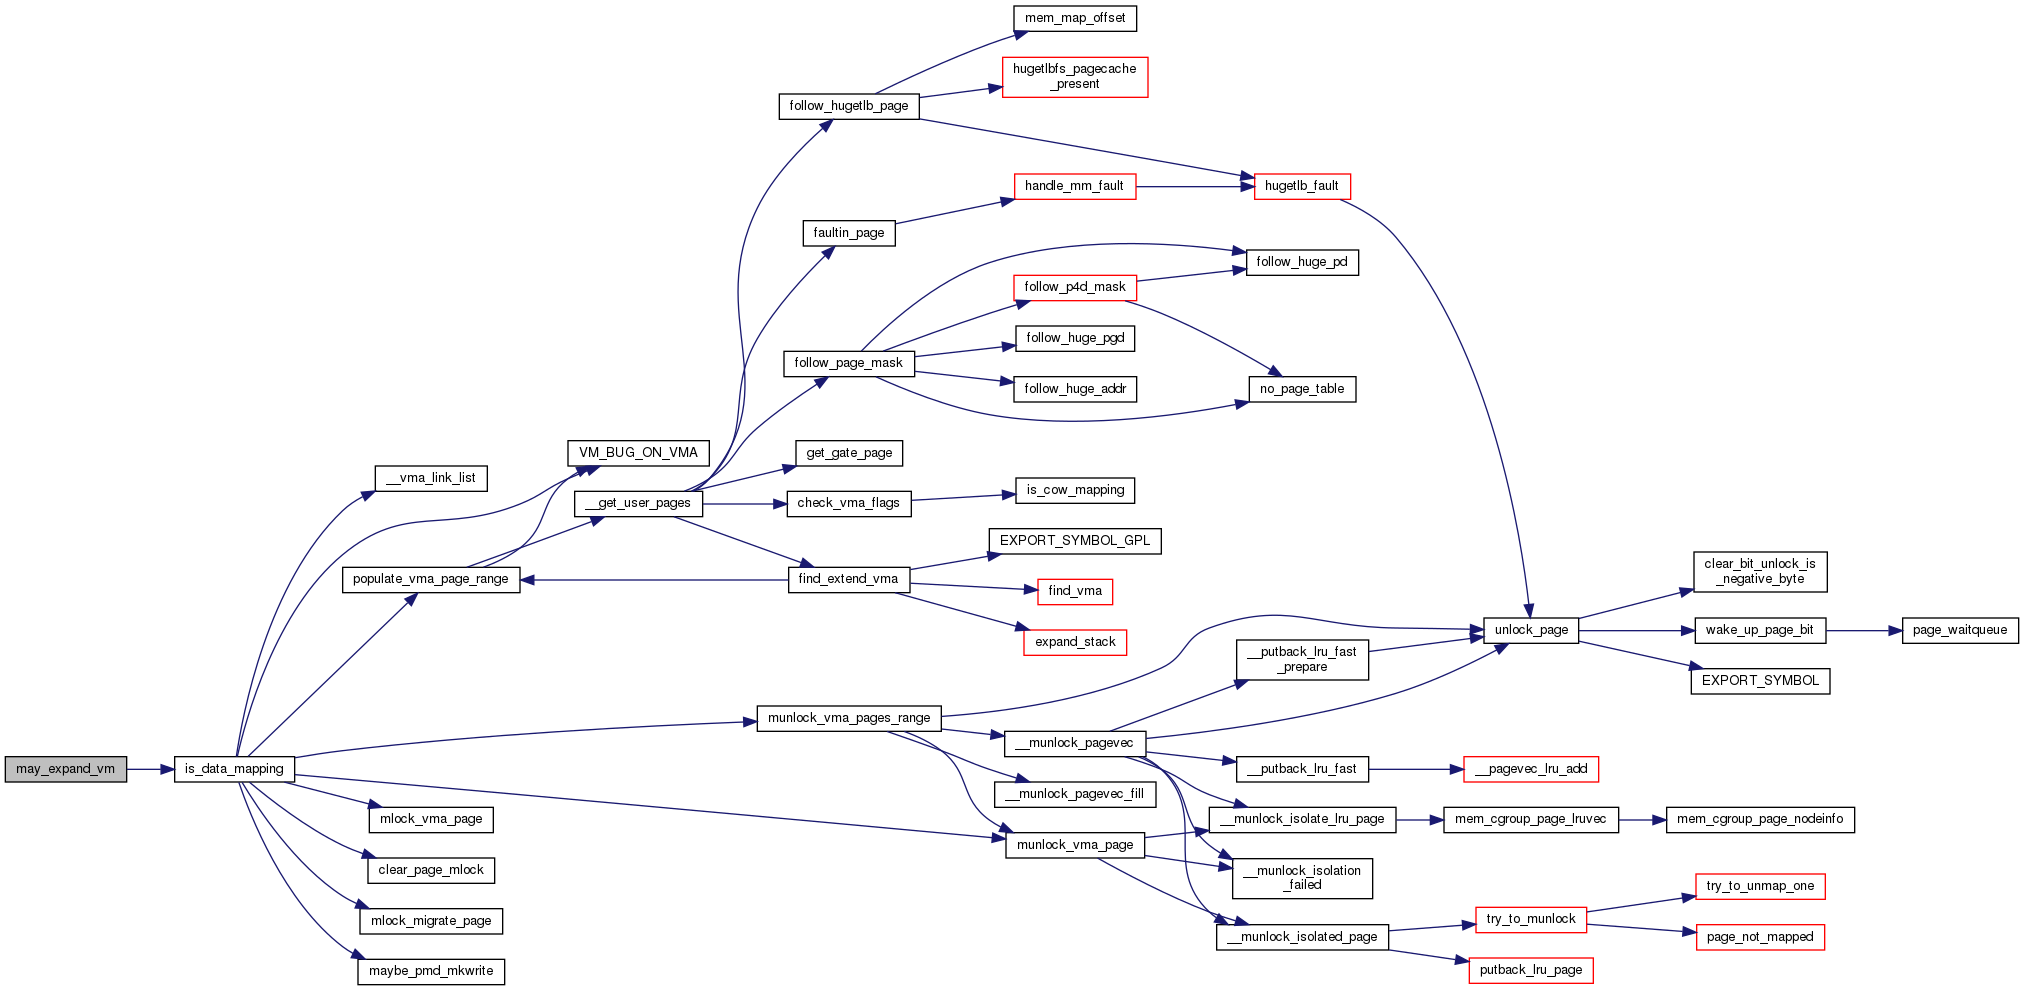 mem_map_offset
hugetlbfs_pagecache
_present
follow_hugetlb_page
handle_mm_fault
hugetlb_fault
faultin_page
follow_huge_pd
follow_p4d_mask
follow_huge_pgd
follow_page_mask
follow_huge_addr
no_page_table
VM_BUG_ON_VMA
get_gate_page
__vma_link_list
is_cow_mapping
__get_user_pages
check_vma_flags
EXPORT_SYMBOL_GPL
populate_vma_page_range
find_extend_vma
find_vma
clear_bit_unlock_is
_negative_byte
unlock_page
wake_up_page_bit
page_waitqueue
expand_stack
__putback_lru_fast
_prepare
EXPORT_SYMBOL
munlock_vma_pages_range
__munlock_pagevec
may_expand_vm
is_data_mapping
__putback_lru_fast
__pagevec_lru_add
__munlock_pagevec_fill
mlock_vma_page
__munlock_isolate_lru_page
mem_cgroup_page_lruvec
mem_cgroup_page_nodeinfo
munlock_vma_page
clear_page_mlock
__munlock_isolation
_failed
try_to_unmap_one
mlock_migrate_page
try_to_munlock
__munlock_isolated_page
page_not_mapped
maybe_pmd_mkwrite
putback_lru_page